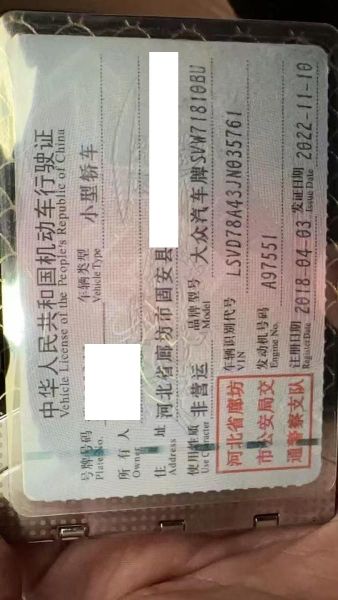 中华人民共和国机动车行驶证
Vehicle License of the People's Republic of China
号牌号码
Plate No.
车辆类型 小型轿车
Vehicle Type
所有人
Owner
住址 河北省廊坊市固安县
Address
使用性质 非营运 品牌型号 大众汽车牌SVW71810BU
Use Character Model
车辆识别代号 LSVD78A43JN035761
VIN
发动机号码 A97551
Engine No.
注册日期 2018-04-03 发证日期 2022-11-10
Register Date Issue Date
河北省廊坊
市公安局交
通警察支队